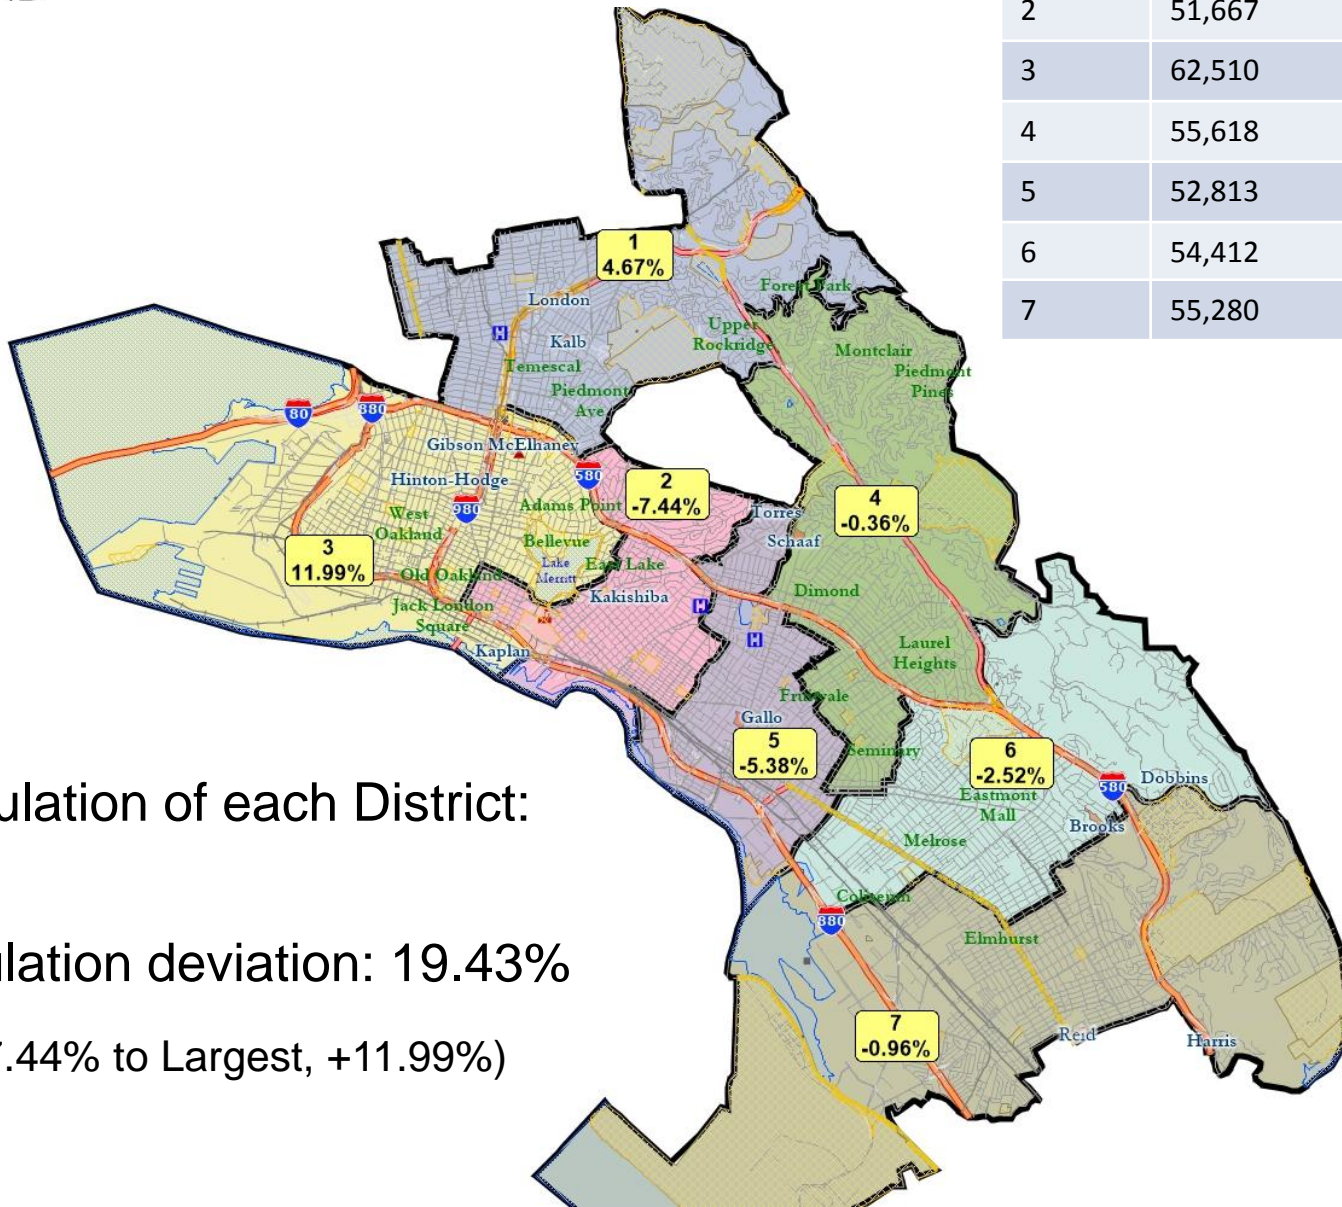 2 51,667
3 62,510
4 55,618
5 52,813
6 54,412
7 55,280
1
4.67%
London
Forest Park
H
Kalb
Upper
Rockridge
Montclair
Temescal
Piedmont
Pines
Piedmont
Ave
80
880
Gibson McElhaney
580
Hinton-Hodge
2
-7.44%
980
Adams Point
4
-0.36%
West
Oakland
Torres
Bellevue
Schaaf
3
11.99%
Lake
Merritt
East Lake
Old Oakland
Kakishiba
Dimond
Jack London
Square
H
H
Kaplan
Laurel
Heights
Fruitvale
Gallo
5
-5.38%
Seminary
6
-2.52%
Dobbins
580
Eastmont
Mall
Brooks
Melrose
Coliseum
880
Elmhurst
7
-0.96%
Reid
Harris
ulation of each District:
ulation deviation: 19.43%
7.44% to Largest, +11.99%)